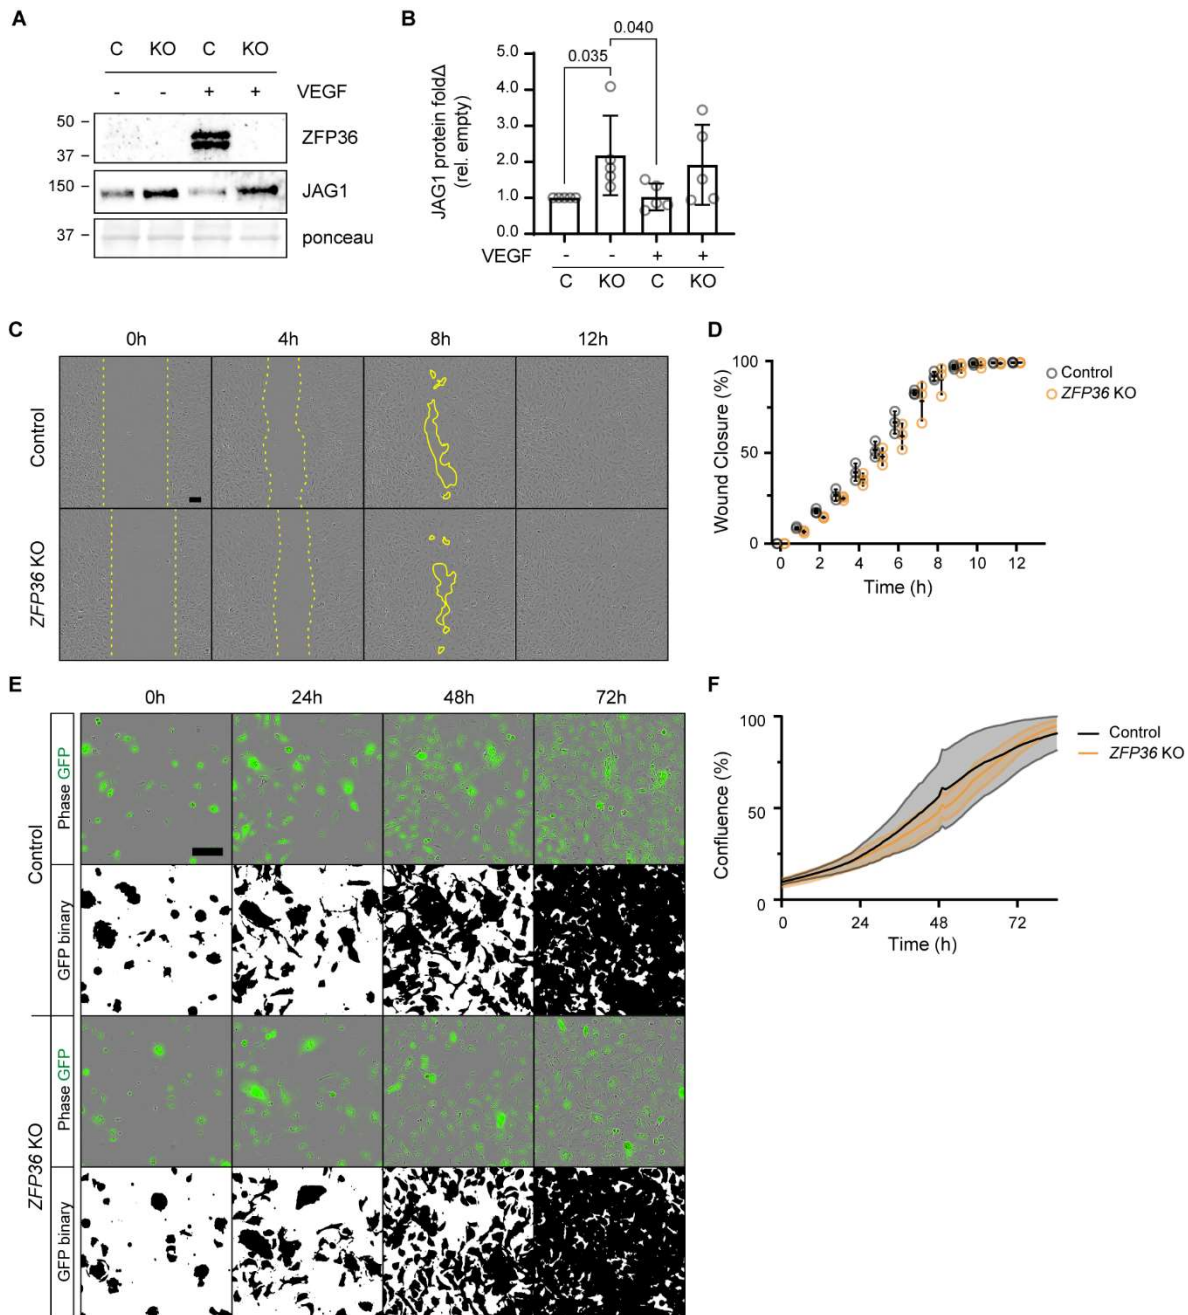 A
C KO C KO
- - + + VEGF
50
37
ZFP36
150
JAG1
37
ponceau
B
0.040
0.035
JAG1 protein foldΔ
(rel. empty)
5.0
4.0
3.0
2.0
1.0
0.0
VEGF - - + +
C KO C KO
C
0h 4h 8h 12h
Control
ZFP36 KO
D
Wound Closure (%)
100
50
0
0 2 4 6 8 10 12
Time (h)
Control
ZFP36 KO
E
0h 24h 48h 72h
Control
Phase GFP
GFP binary
ZFP36 KO
Phase GFP
GFP binary
F
Confluence (%)
100
50
0
0 24 48 72
Time (h)
Control
ZFP36 KO